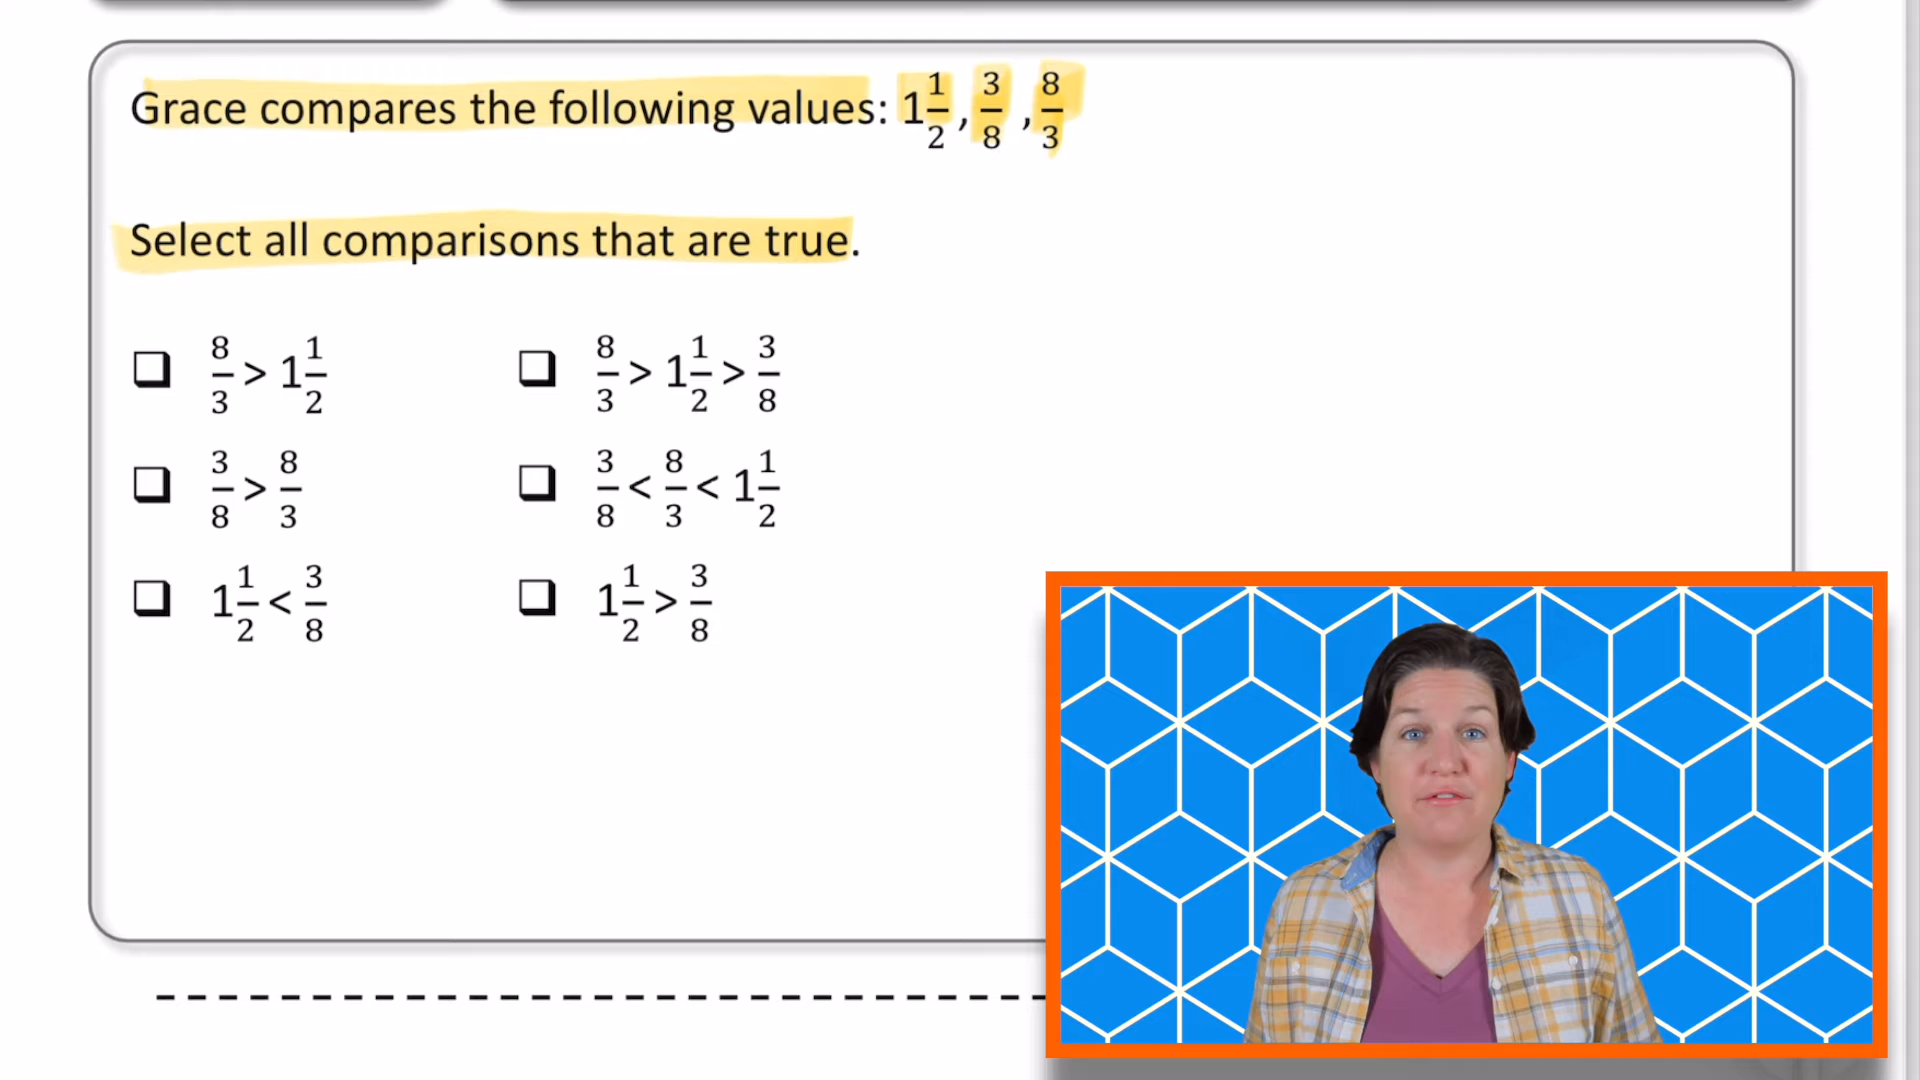 Grace compares the following values: 1 1/2, 3/8, 8/3
Select all comparisons that are true.
❏ 8/3 > 1 1/2
❏ 8/3 > 1 1/2 > 3/8
❏ 3/8 > 8/3
❏ 3/8 < 8/3 < 1 1/2
❏ 1 1/2 < 3/8
❏ 1 1/2 > 3/8